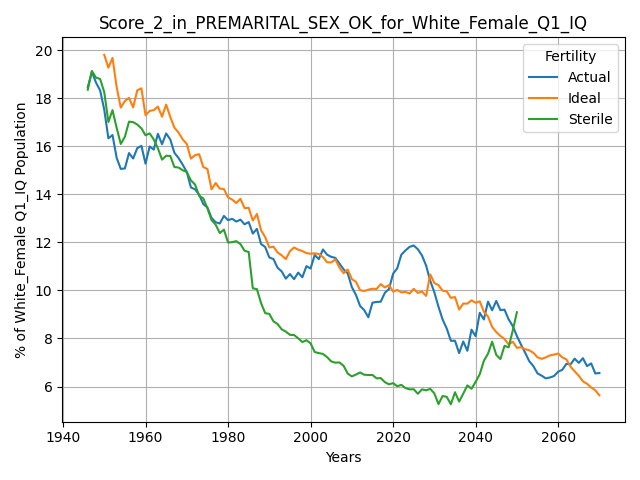 Score_2_in_PREMARITAL_SEX_OK_for_White_Female_Q1_IQ
% of White_Female Q1_IQ Population
20
18
16
14
12
10
8
6
Fertility
Actual
Ideal
Sterile
1940 1960 1980 2000 2020 2040 2060
Years